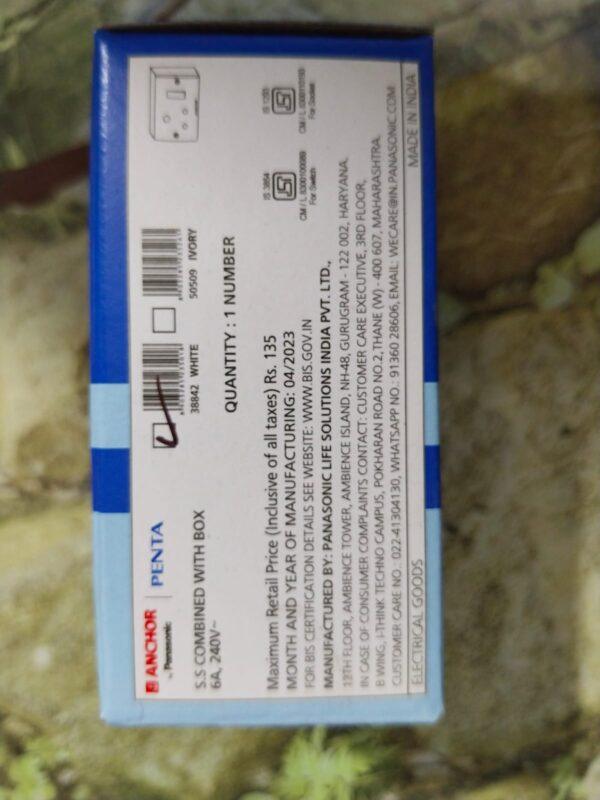 ANCHOR PENTA
by Panasonic
S.S COMBINED WITH BOX
6A, 240V~
38842 WHITE
50509 IVORY
QUANTITY : 1 NUMBER
IS 3854
For Switch
IS 1293
For Socket
Maximum Retail Price (Inclusive of all taxes) Rs. 135
MONTH AND YEAR OF MANUFACTURING: 04/2023
FOR BIS CERTIFICATION DETAILS SEE WEBSITE: WWW.BIS.GOV.IN
MANUFACTURED BY: PANASONIC LIFE SOLUTIONS INDIA PVT. LTD.,
12TH FLOOR, AMBIENCE TOWER, AMBIENCE ISLAND, NH-48, GURUGRAM - 122 002, HARYANA.
IN CASE OF CONSUMER COMPLAINTS CONTACT: CUSTOMER CARE EXECUTIVE, 3RD FLOOR,
B WING, I-THINK TECHNO CAMPUS, POKHARAN ROAD NO.2, THANE (W) - 400 607, MAHARASHTRA.
CUSTOMER CARE NO.: 022-41304130, WHATSAPP NO.: 91360 28606, EMAIL: WECARE@IN.PANASONIC.COM
ELECTRICAL GOODS
MADE IN INDIA